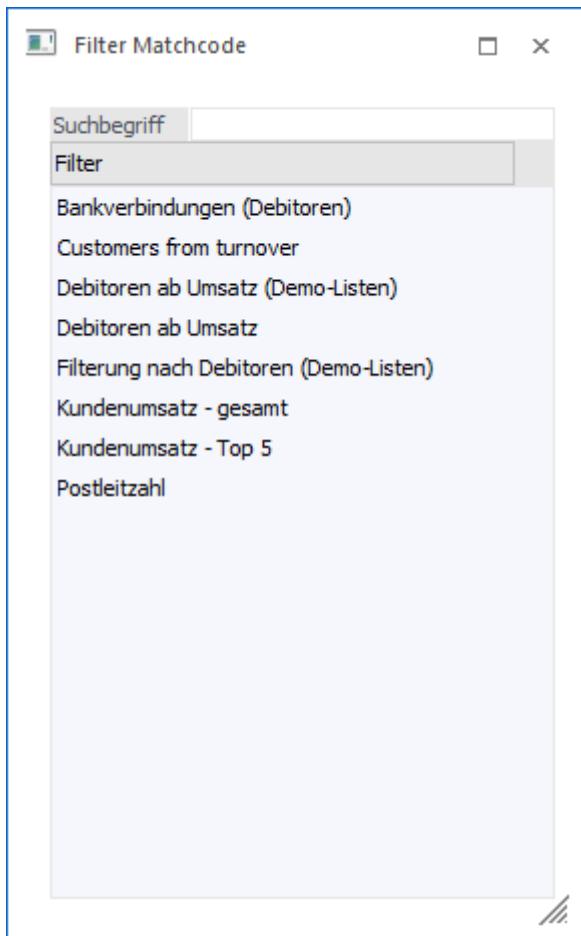 Filter Matchcode
Suchbegriff
Filter
Bankverbindungen (Debitoren)
Customers from turnover
Debitoren ab Umsatz (Demo-Listen)
Debitoren ab Umsatz
Filterung nach Debitoren (Demo-Listen)
Kundenumsatz - gesamt
Kundenumsatz - Top 5
Postleitzahl